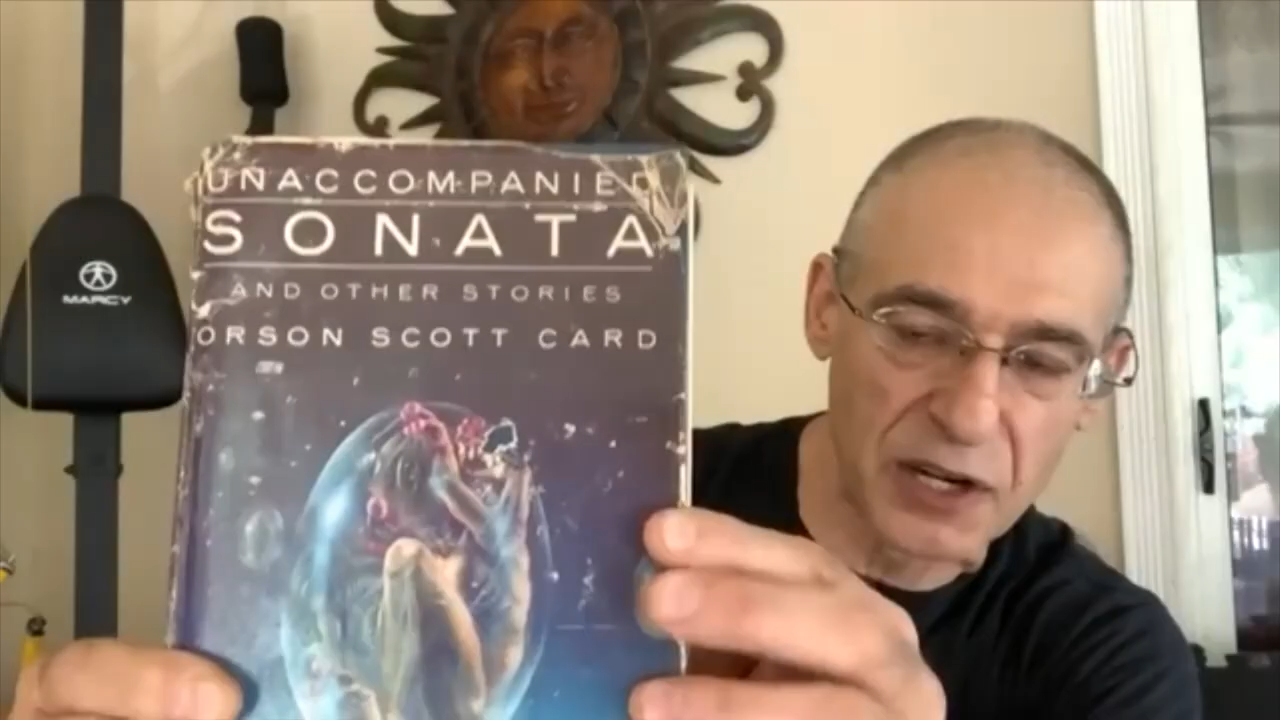 UNACCOMPANIED
SONATA
AND OTHER STORIES
ORSON SCOTT CARD
MARCY